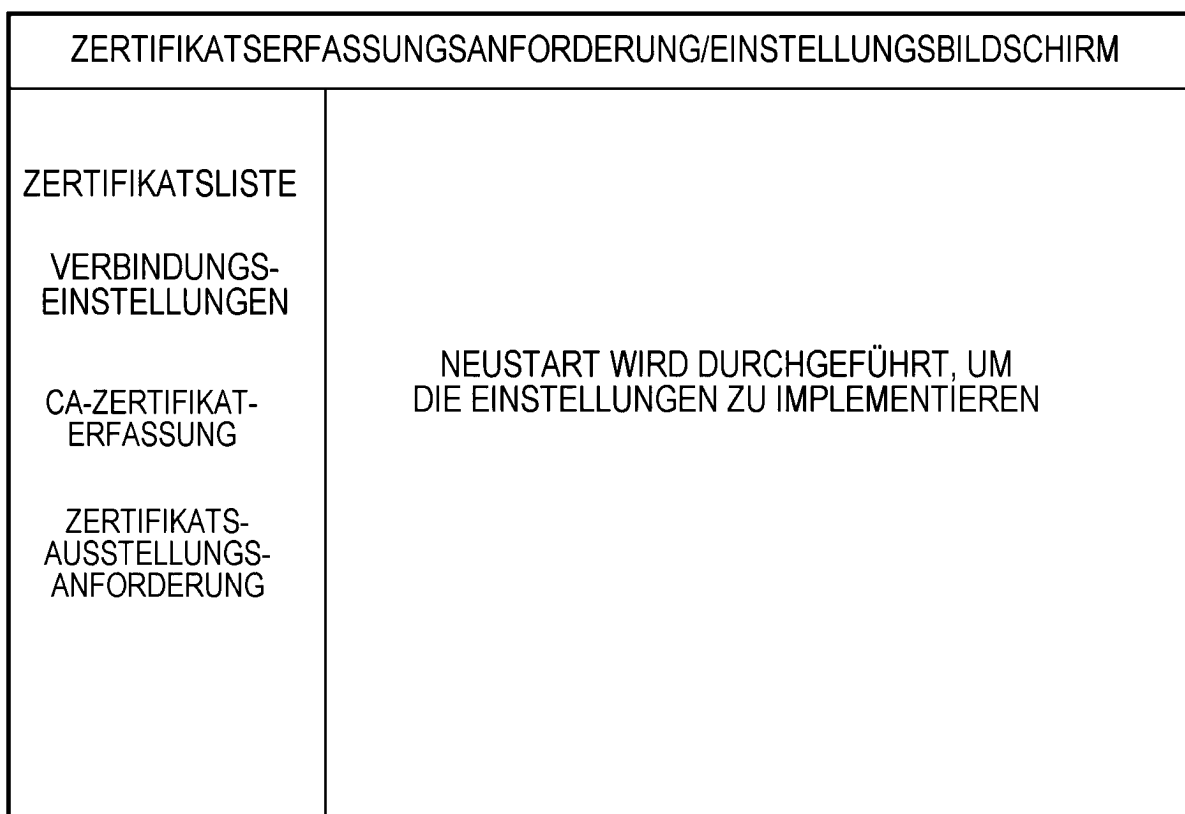 ZERTIFIKATSERFASSUNGSANFORDERUNG/EINSTELLUNGSBILDSCHIRM
ZERTIFIKATSLISTE
VERBINDUNGS-
EINSTELLUNGEN
CA-ZERTIFIKAT-
ERFASSUNG
ZERTIFIKATS-
AUSSTELLUNGS-
ANFORDERUNG
NEUSTART WIRD DURCHGEFÜHRT, UM
DIE EINSTELLUNGEN ZU IMPLEMENTIEREN